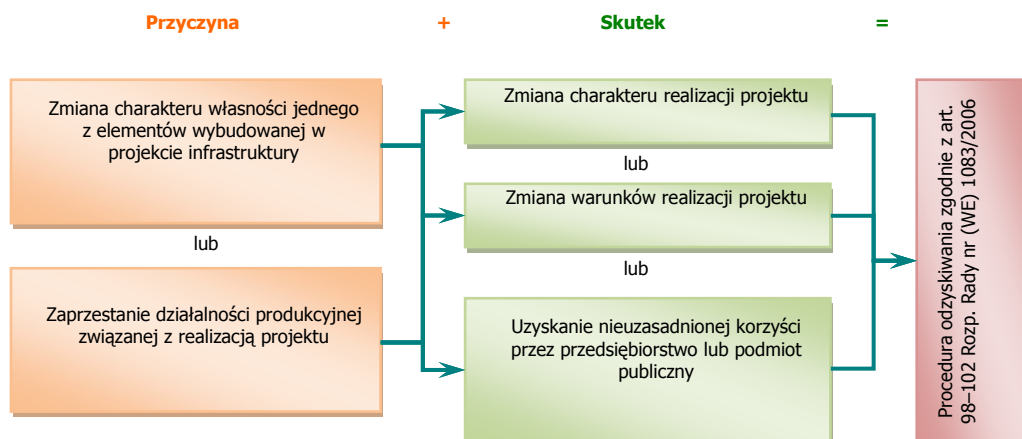 Przyczyna + Skutek =
Zmiana charakteru własności jednego
z elementów wybudowanej w
projekcie infrastruktury
lub
Zaprzestanie działalności produkcyjnej
związanej z realizacją projektu
Zmiana charakteru realizacji projektu
lub
Zmiana warunków realizacji projektu
lub
Uzyskanie nieuzasadnionej korzyści
przez przedsiębiorstwo lub podmiot
publiczny
Procedura odzyskiwania zgodnie z art.
98–102 Rozp. Rady nr (WE) 1083/2006